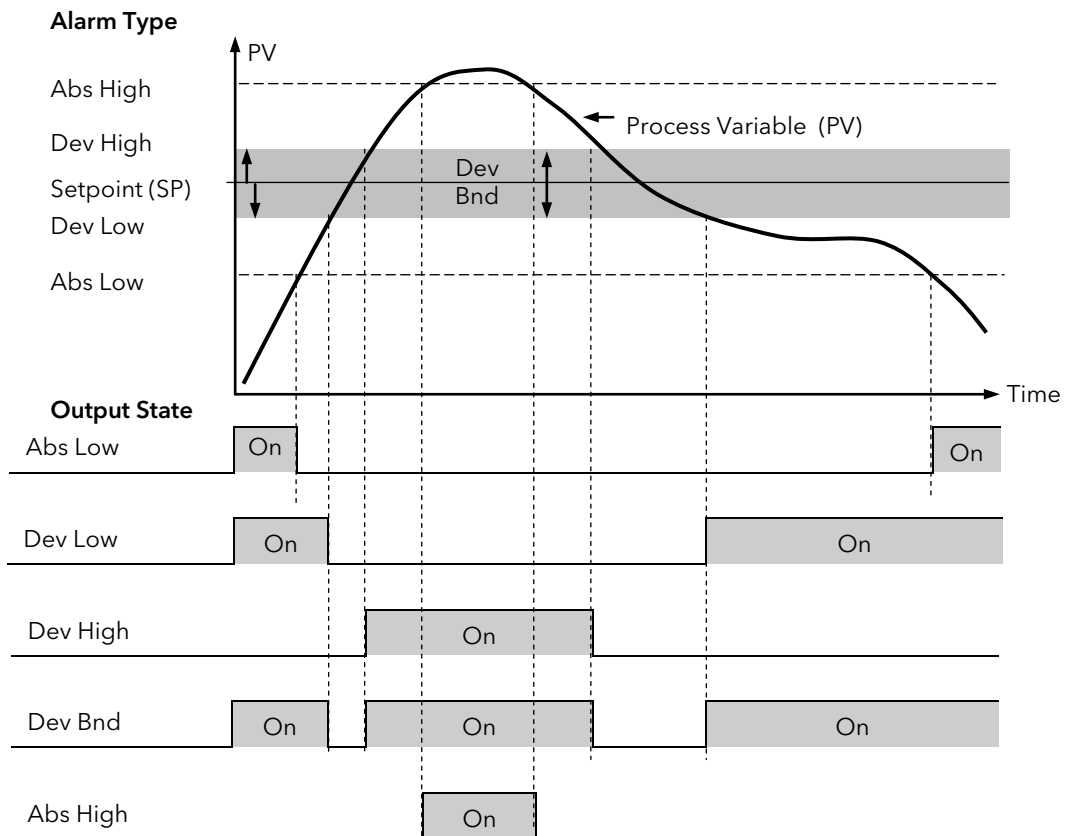 Alarm Type
PV
Abs High
Process Variable (PV)
Dev High
Dev
Bnd
Setpoint (SP)
Dev Low
Abs Low
Time
Output State
Abs Low
On
On
Dev Low
On
On
Dev High
On
Dev Bnd
On
On
On
Abs High
On